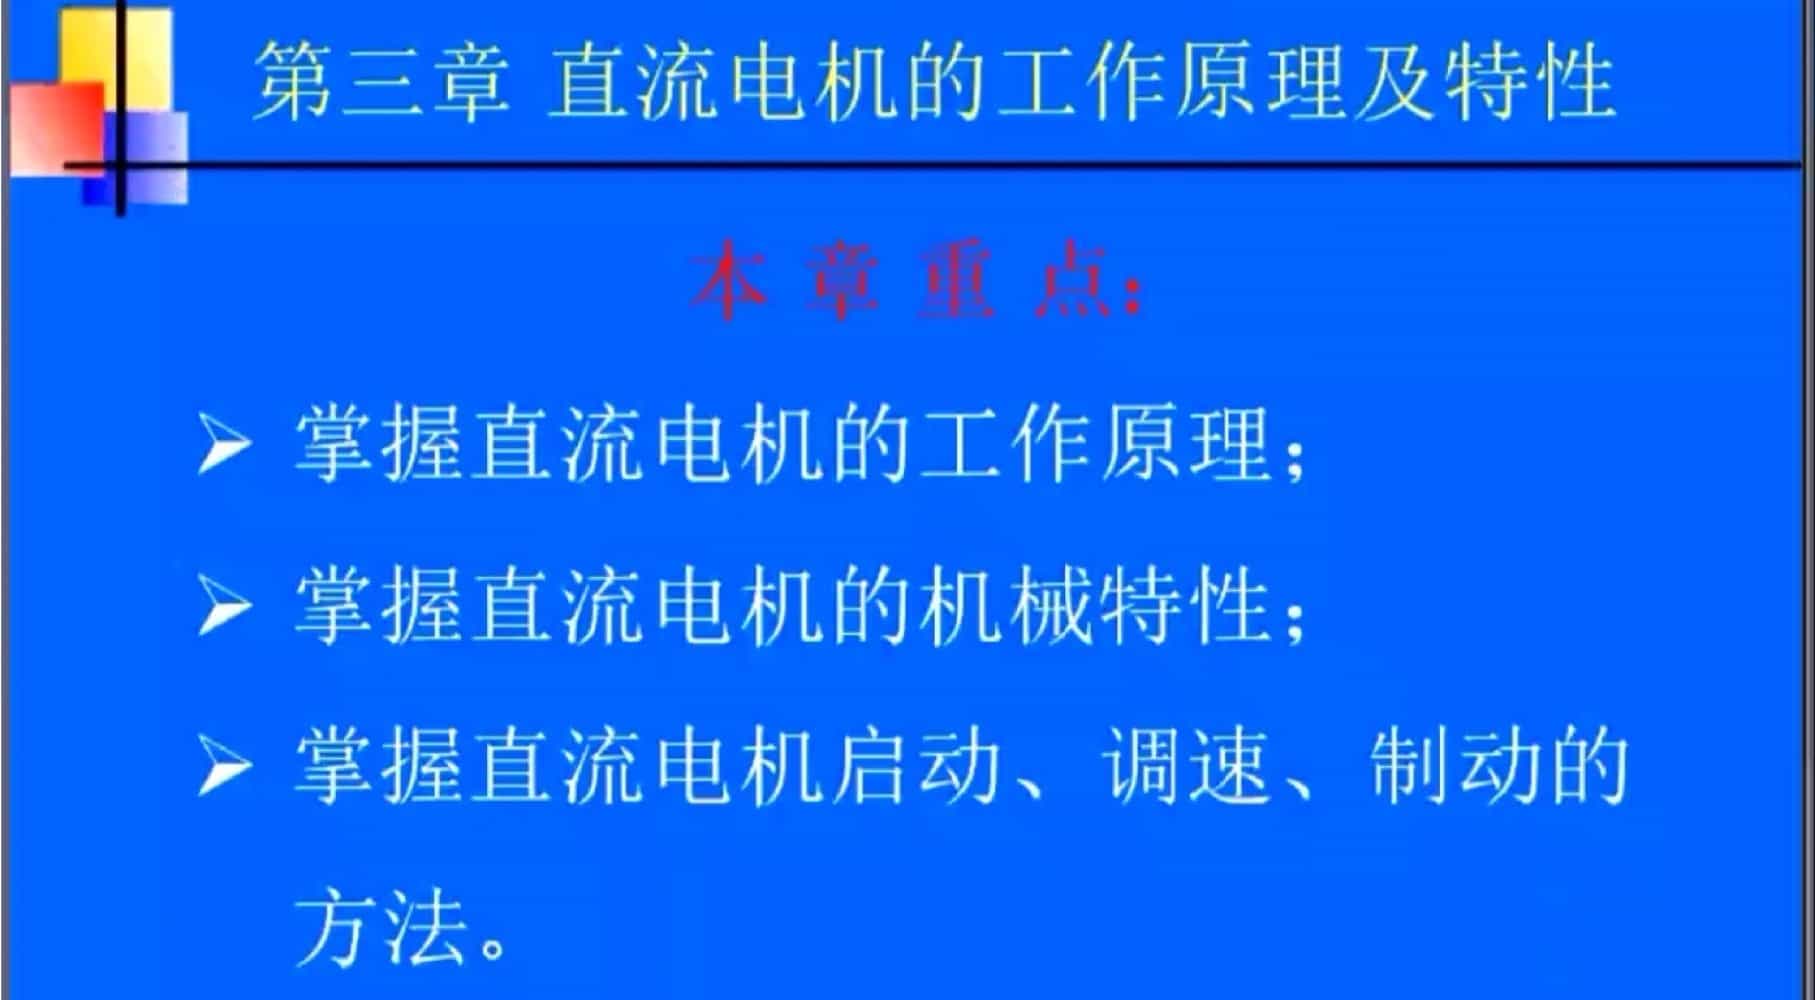 第三章 直流电机的工作原理及特性
本章重点：
掌握直流电机的工作原理；
掌握直流电机的机械特性；
掌握直流电机启动、调速、制动的
方法。